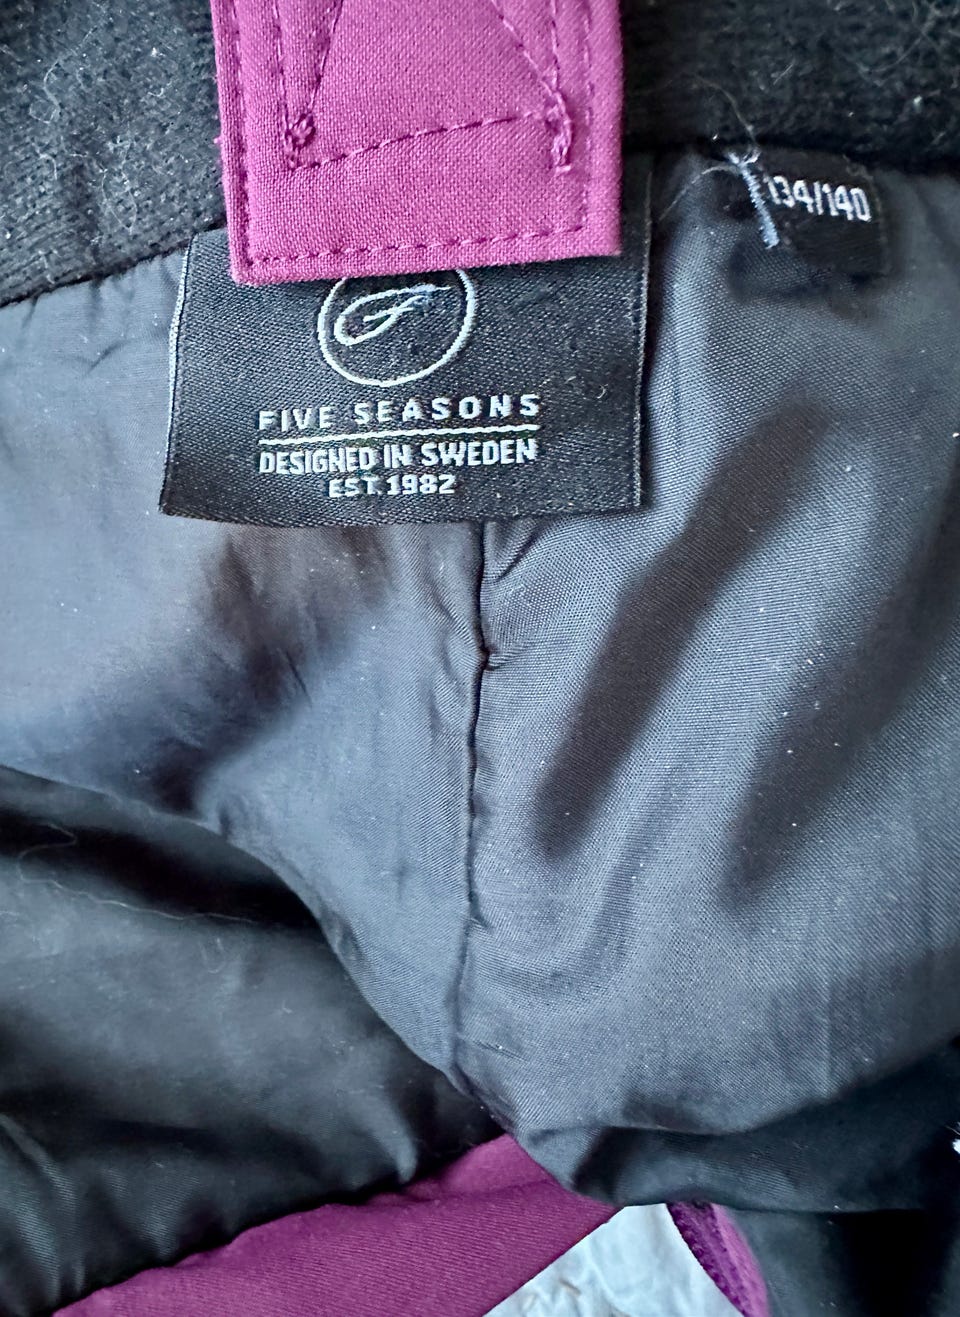 134/140
FIVE SEASONS
DESIGNED IN SWEDEN
EST.1982